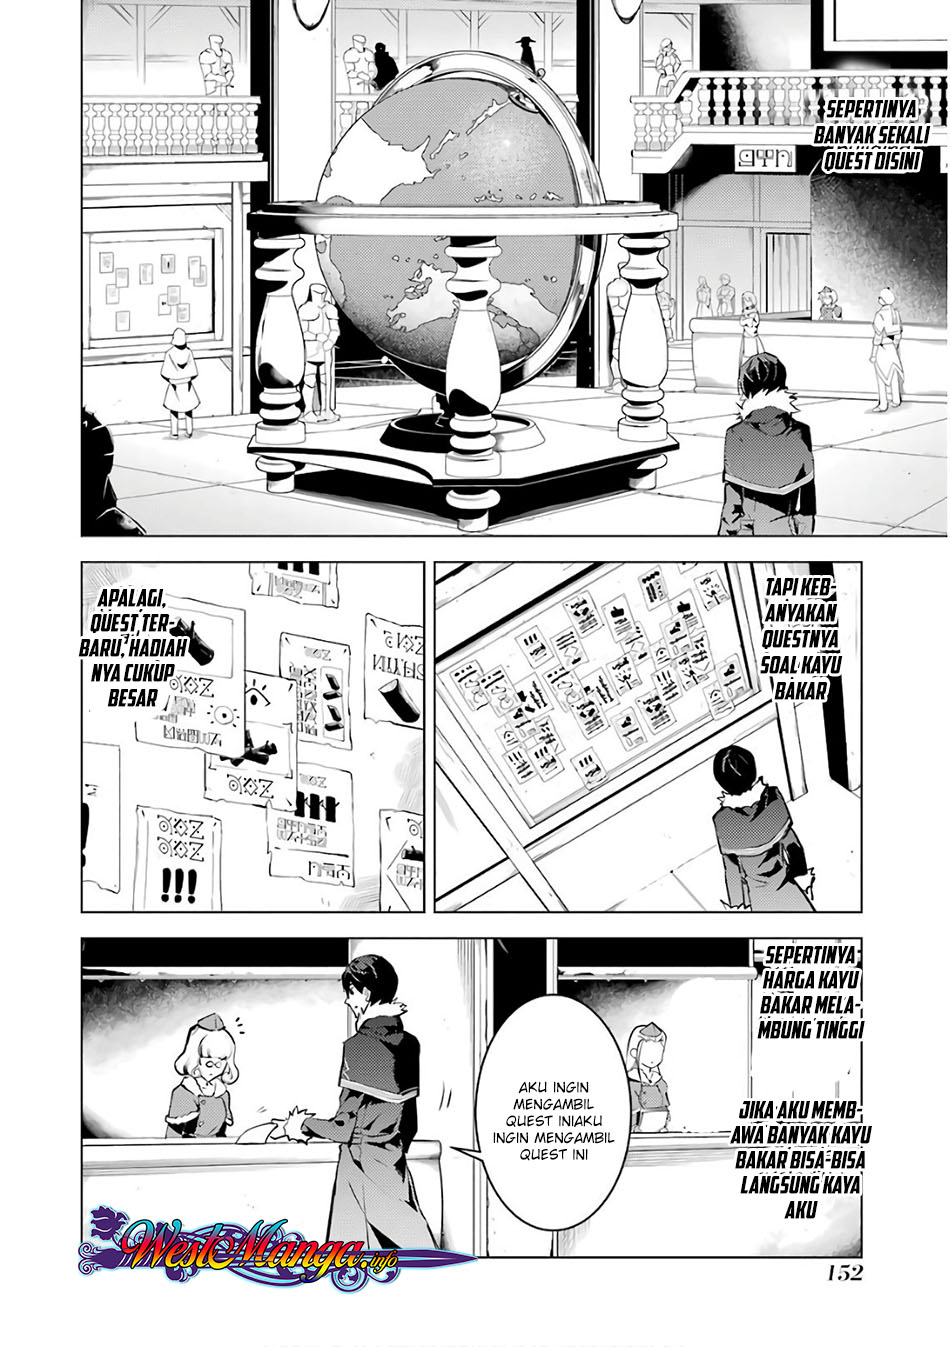 SEPERTINYA
BANYAK SEKALI
QUEST DISINI
TAPI KEB-
ANYAKAN
QUESTNYA
SOAL KAYU
BAKAR
APALAGI,
QUEST TER-
BARU, HADIAH
NYA CUKUP
BESAR
!!!
SEPERTINYA
HARGA KAYU
BAKAR MELA-
MBUNG TINGGI
JIKA AKU MEMB-
AWA BANYAK KAYU
BAKAR BISA-BISA
LANGSUNG KAYA
AKU
AKU INGIN
MENGAMBIL
QUEST INIAKU
INGIN MENGAMBIL
QUEST INI
WestManga.info
152